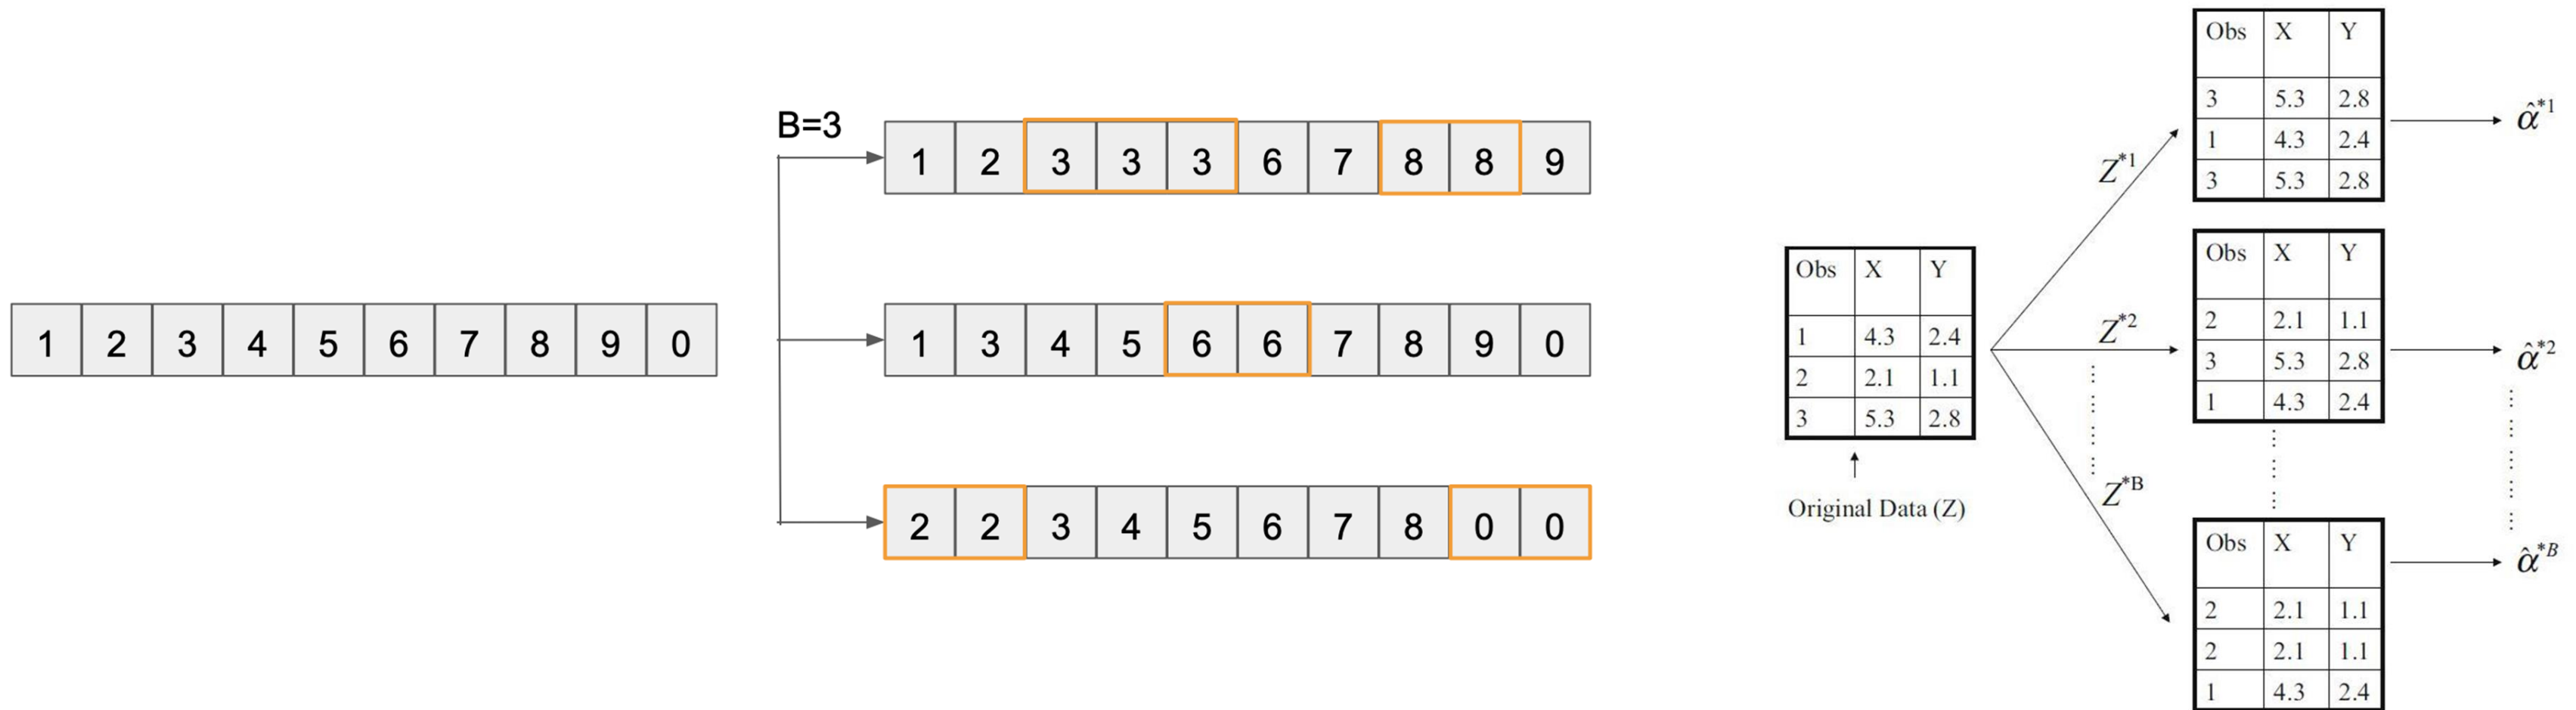 B=3
1 2 3 3 3 6 7 8 8 9
1 2 3 4 5 6 7 8 9 0
1 3 4 5 6 6 7 8 9 0
2 2 3 4 5 6 7 8 0 0
Obs X Y
1 4.3 2.4
2 2.1 1.1
3 5.3 2.8
Original Data (Z)
Z*1
Z*2
Z*B
Obs X Y
3 5.3 2.8
1 4.3 2.4
3 5.3 2.8
α̂*1
Obs X Y
2 2.1 1.1
3 5.3 2.8
1 4.3 2.4
α̂*2
Obs X Y
2 2.1 1.1
2 2.1 1.1
1 4.3 2.4
α̂*B